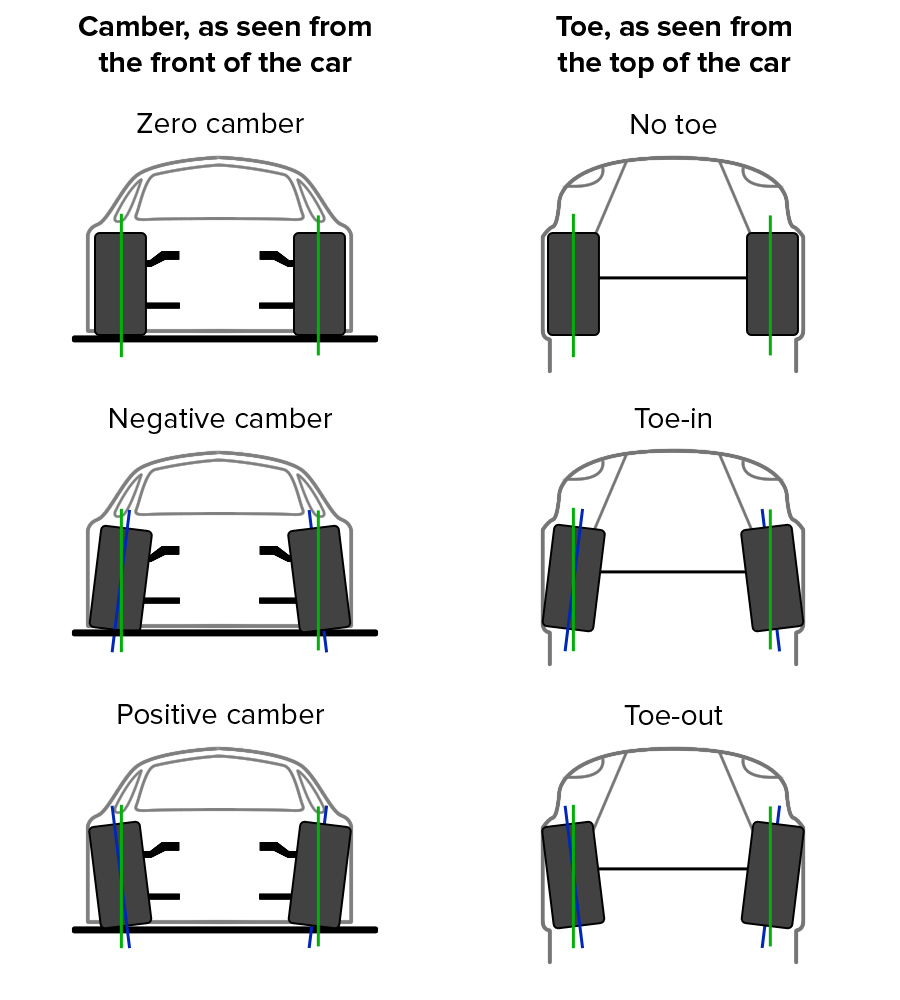 Camber, as seen from
the front of the car
Toe, as seen from
the top of the car
Zero camber
No toe
Negative camber
Toe-in
Positive camber
Toe-out